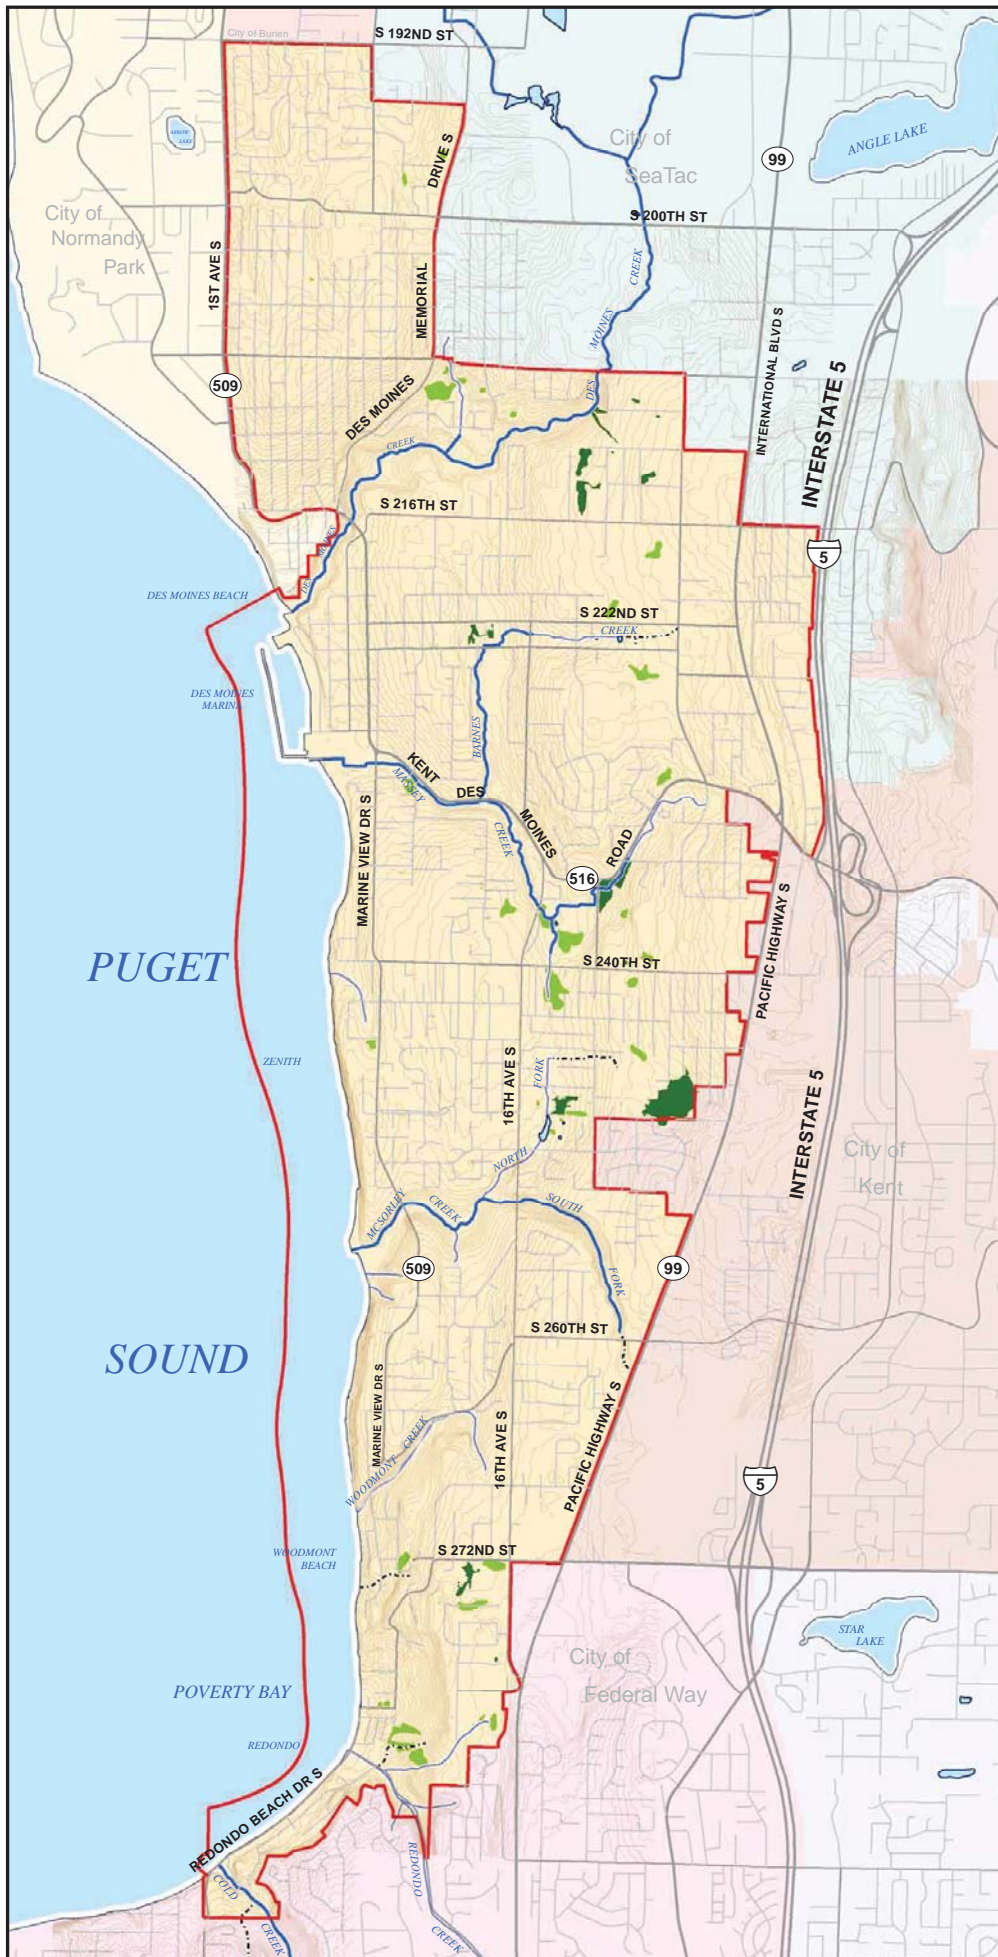 City of Burien
S 192ND ST
ARROW
LAKE
City of
SeaTac
99
ANGLE LAKE
DRIVE S
City of
Normandy
Park
S 200TH ST
1ST AVE S
MEMORIAL
CREEK
MOINES
DES
INTERNATIONAL BLVD S
INTERSTATE 5
509
DES MOINES
CREEK
S 216TH ST
MOINES
DES
5
DES MOINES BEACH
S 222ND ST
CREEK
DES MOINES
MARINA
BARNES
KENT
MASSEY
DES
MOINES
CREEK
ROAD
516
MARINE VIEW DR S
PACIFIC HIGHWAY S
PUGET
S 240TH ST
ZENITH
16TH AVE S
FORK
INTERSTATE 5
City of
Kent
NORTH
MCSORLEY
CREEK
SOUTH
FORK
509
99
S 260TH ST
SOUND
MARINE VIEW DR S
PACIFIC HIGHWAY S
CREEK
WOODMONT
16TH AVE S
5
S 272ND ST
WOODMONT
BEACH
STAR
LAKE
City of
Federal Way
POVERTY BAY
REDONDO
REDONDO BEACH DR S
REDONDO
CREEK
COLD
CREEK